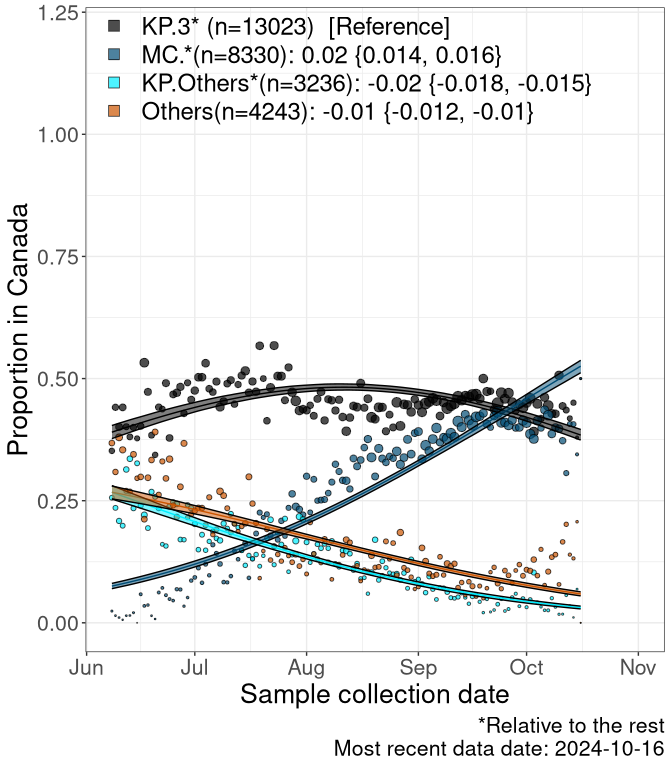 1.25
KP.3* (n=13023) [Reference]
MC.*(n=8330): 0.02 {0.014, 0.016}
KP.Others*(n=3236): -0.02 {-0.018, -0.015}
Others(n=4243): -0.01 {-0.012, -0.01}
1.00
0.75
0.50
0.25
0.00
Proportion in Canada
Jun Jul Aug Sep Oct Nov
Sample collection date
*Relative to the rest
Most recent data date: 2024-10-16